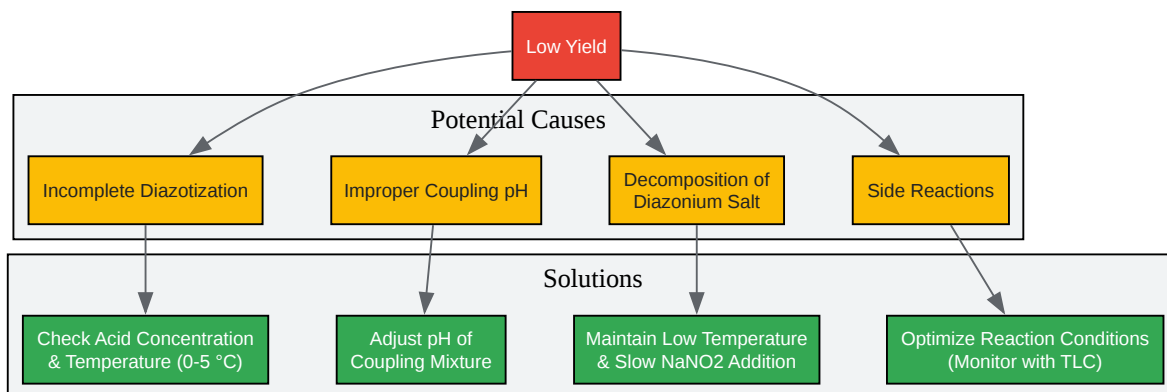 Low Yield
Potential Causes
Incomplete Diazotization
Improper Coupling pH
Decomposition of
Diazonium Salt
Side Reactions
Solutions
Check Acid Concentration
& Temperature (0-5 °C)
Adjust pH of
Coupling Mixture
Maintain Low Temperature
& Slow NaNO2 Addition
Optimize Reaction Conditions
(Monitor with TLC)